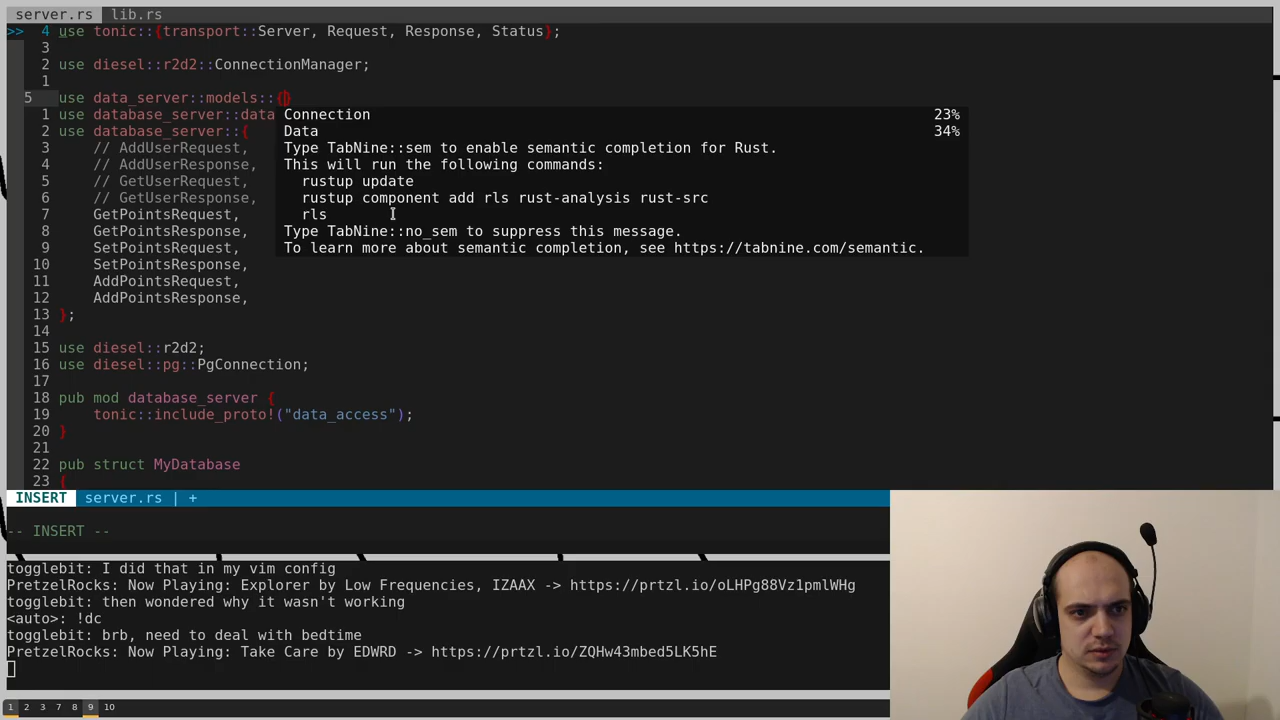 server.rs lib.rs
>> 4 use tonic::{transport::Server, Request, Response, Status};
3
2 use diesel::r2d2::ConnectionManager;
1
5 use data_server::models::{}
1 use database_server::data
2 use database_server::{
3 // AddUserRequest,
4 // AddUserResponse,
5 // GetUserRequest,
6 // GetUserResponse,
7 GetPointsRequest,
8 GetPointsResponse,
9 SetPointsRequest,
10 SetPointsResponse,
11 AddPointsRequest,
12 AddPointsResponse,
13 };
14
15 use diesel::r2d2;
16 use diesel::pg::PgConnection;
17
18 pub mod database_server {
19 tonic::include_proto!("data_access");
20 }
21
22 pub struct MyDatabase
23 {
Connection 23%
Data 34%
Type TabNine::sem to enable semantic completion for Rust.
This will run the following commands:
rustup update
rustup component add rls rust-analysis rust-src
rls
Type TabNine::no_sem to suppress this message.
To learn more about semantic completion, see https://tabnine.com/semantic.
INSERT server.rs | +
-- INSERT --
togglebit: I did that in my vim config
PretzelRocks: Now Playing: Explorer by Low Frequencies, IZAAX -> https://prtzl.io/oLHPg88Vz1pmlWHg
togglebit: then wondered why it wasn't working
<auto>: !dc
togglebit: brb, need to deal with bedtime
PretzelRocks: Now Playing: Take Care by EDWRD -> https://prtzl.io/ZQHw43mbed5LK5hE
1 2 3 7 8 9 10